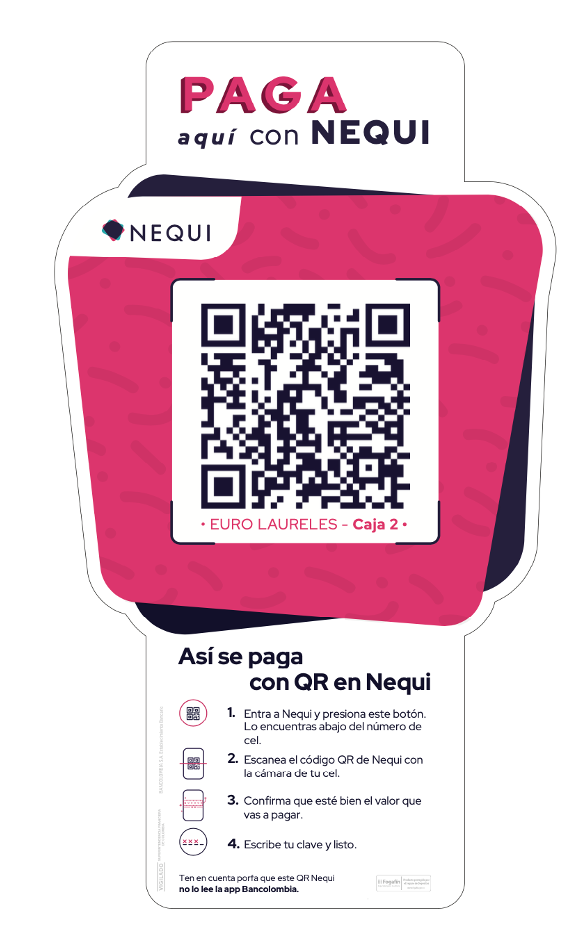 PAGA
aquí con NEQUI
NEQUI
• EURO LAURELES - Caja 2 •
Así se paga
con QR en Nequi
1. Entra a Nequi y presiona este botón.
Lo encuentras abajo del número de
cel.
2. Escanea el código QR de Nequi con
la cámara de tu cel.
3. Confirma que esté bien el valor que
vas a pagar.
4. Escribe tu clave y listo.
Ten en cuenta porfa que este QR Nequi
no lo lee la app Bancolombia.
VIGILADO
Fogafín